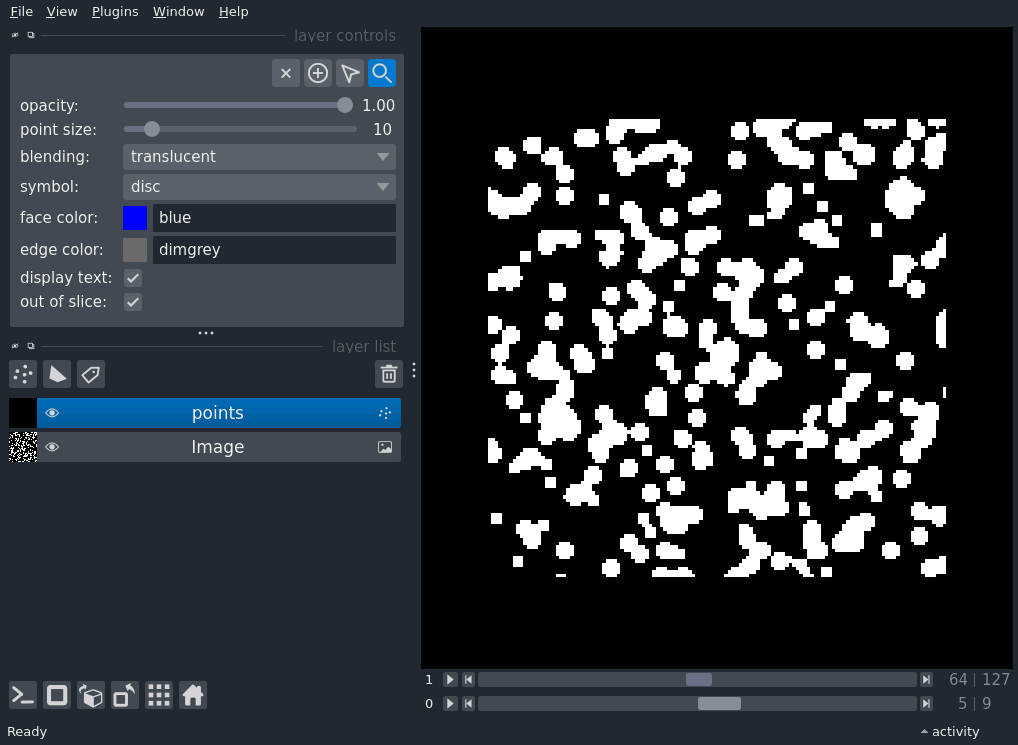 File View Plugins Window Help
layer controls
opacity: 1.00
point size: 10
blending: translucent
symbol: disc
face color: blue
edge color: dimgrey
display text:
out of slice:
layer list
points
Image
1 64 | 127
0 5 | 9
Ready activity